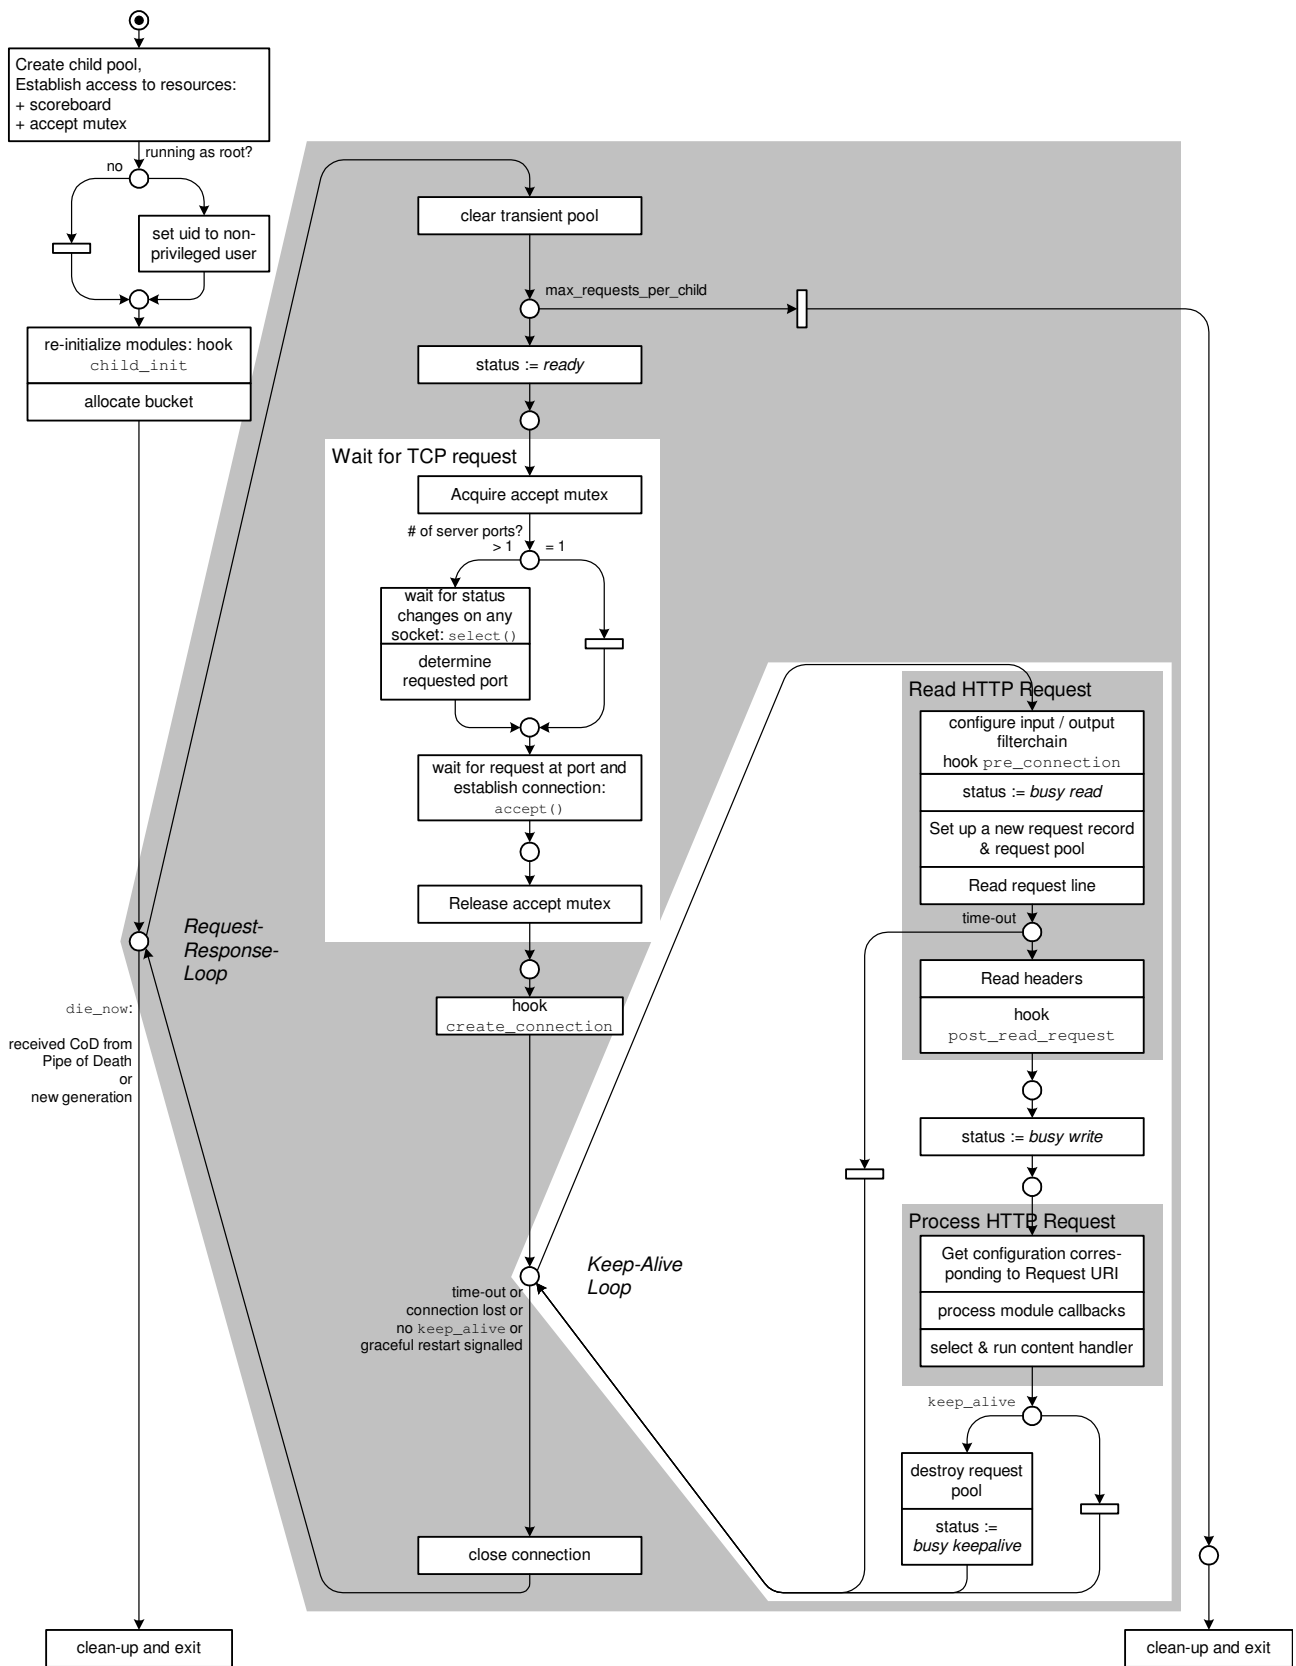 Create child pool,
Establish access to resources:
+ scoreboard
+ accept mutex
running as root?
no
set uid to non-
privileged user
re-initialize modules: hook
child_init
allocate bucket
clear transient pool
max_requests_per_child
status := ready
Wait for TCP request
Acquire accept mutex
# of server ports?
> 1
= 1
wait for status
changes on any
socket: select()
determine
requested port
wait for request at port and
establish connection:
accept()
Release accept mutex
hook
create_connection
Request-
Response-
Loop
die_now:
received CoD from
Pipe of Death
or
new generation
Read HTTP Request
configure input / output
filterchain
hook pre_connection
status := busy read
Set up a new request record
& request pool
Read request line
time-out
Read headers
hook
post_read_request
status := busy write
Process HTTP Request
Get configuration corres-
ponding to Request URI
process module callbacks
select & run content handler
keep_alive
destroy request
pool
status :=
busy keepalive
Keep-Alive
Loop
time-out or
connection lost or
no keep_alive or
graceful restart signalled
close connection
clean-up and exit
clean-up and exit